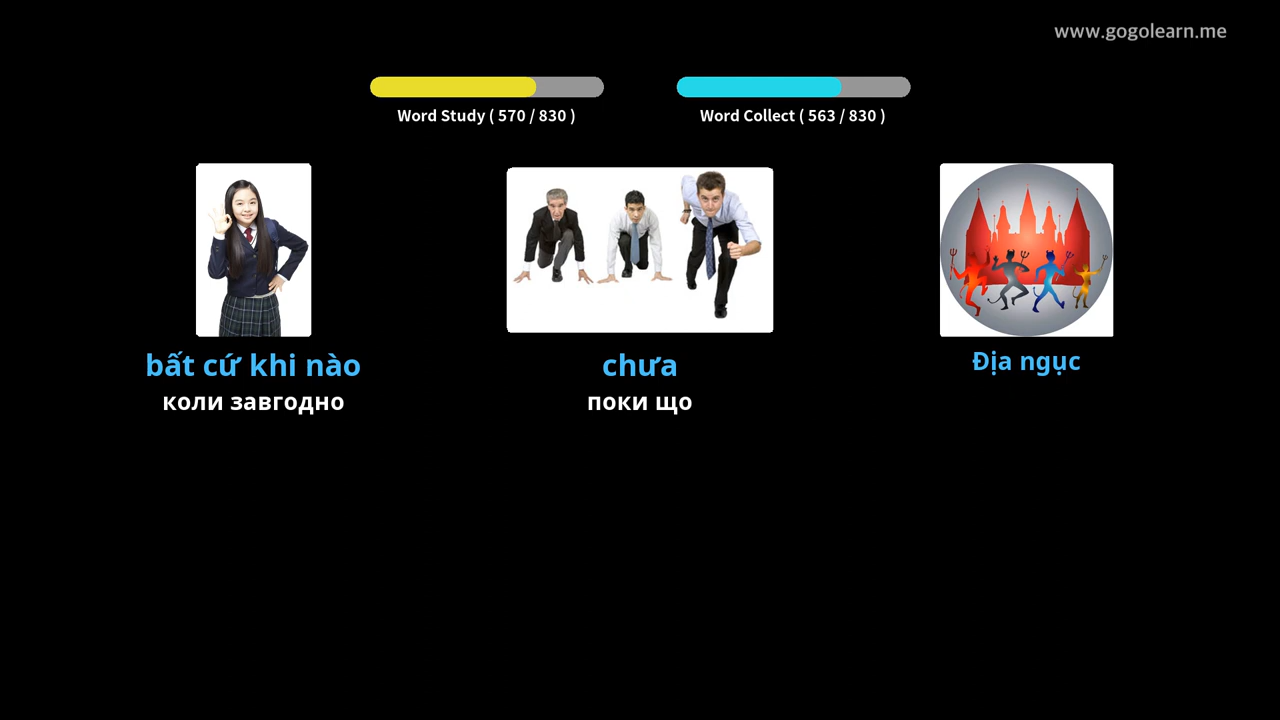 www.gogolearn.me
Word Study ( 570 / 830 )
Word Collect ( 563 / 830 )
bất cứ khi nào
коли завгодно
chưa
поки що
Địa ngục